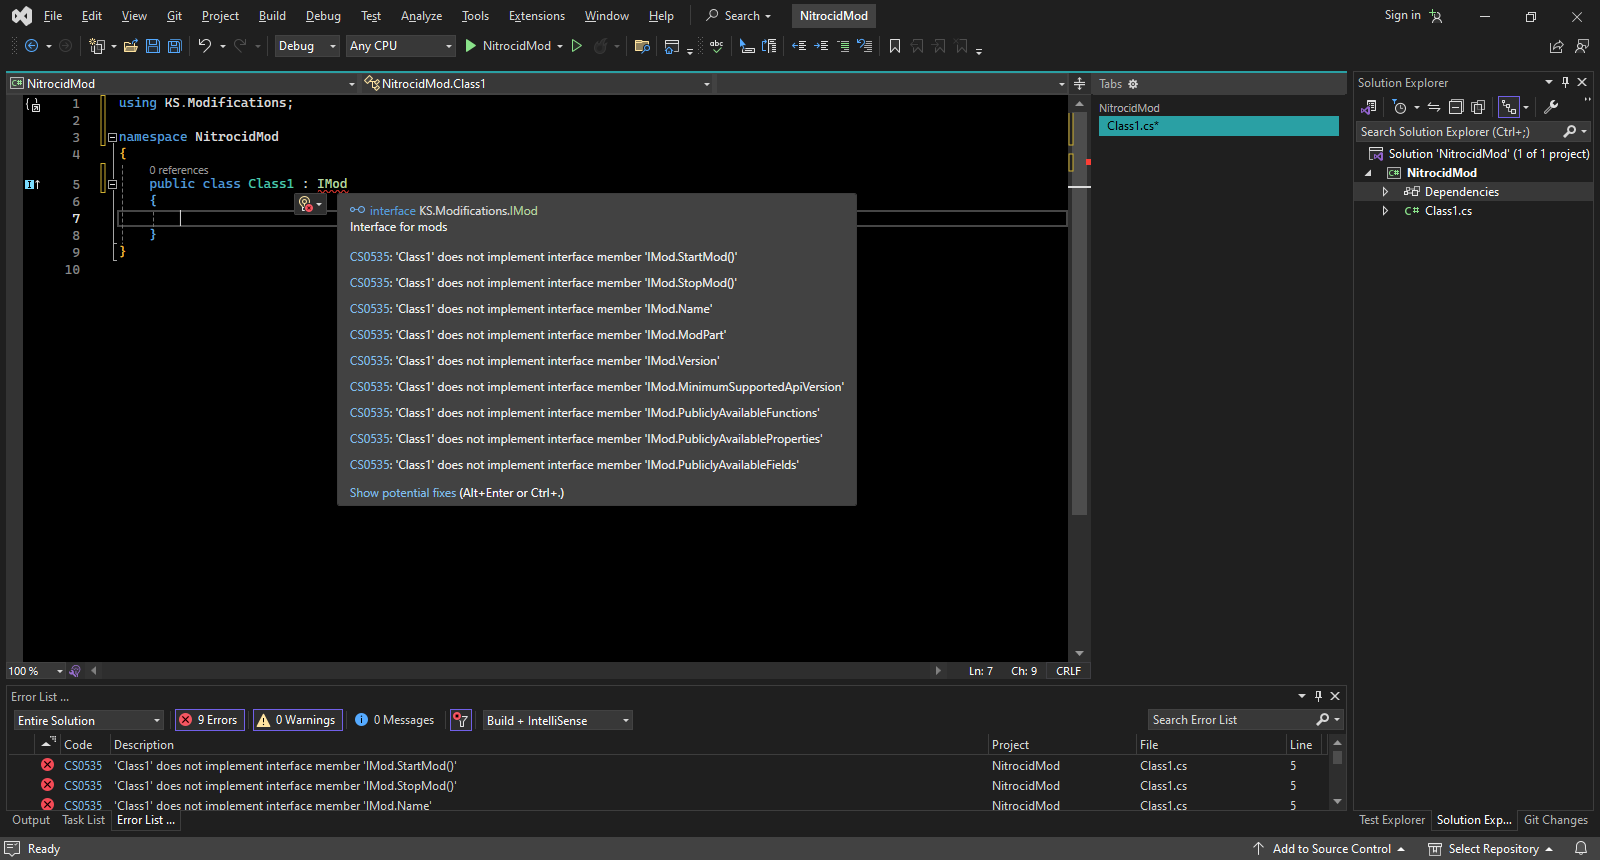 File Edit View Git Project Build Debug Test Analyze Tools Extensions Window Help Search NitrocidMod Sign in
Debug Any CPU NitrocidMod
NitrocidMod NitrocidMod.Class1
1 using KS.Modifications;
2
3 namespace NitrocidMod
4 {
0 references
5 public class Class1 : IMod
6 {
7
8 }
9 }
10
interface KS.Modifications.IMod
Interface for mods
CS0535: 'Class1' does not implement interface member 'IMod.StartMod()'
CS0535: 'Class1' does not implement interface member 'IMod.StopMod()'
CS0535: 'Class1' does not implement interface member 'IMod.Name'
CS0535: 'Class1' does not implement interface member 'IMod.ModPart'
CS0535: 'Class1' does not implement interface member 'IMod.Version'
CS0535: 'Class1' does not implement interface member 'IMod.MinimumSupportedApiVersion'
CS0535: 'Class1' does not implement interface member 'IMod.PubliclyAvailableFunctions'
CS0535: 'Class1' does not implement interface member 'IMod.PubliclyAvailableProperties'
CS0535: 'Class1' does not implement interface member 'IMod.PubliclyAvailableFields'
Show potential fixes (Alt+Enter or Ctrl+.)
100 % Ln: 7 Ch: 9 CRLF
Tabs
NitrocidMod
Class1.cs*
Solution Explorer
Search Solution Explorer (Ctrl+;)
Solution 'NitrocidMod' (1 of 1 project)
NitrocidMod
Dependencies
C# Class1.cs
Error List ...
Entire Solution 9 Errors 0 Warnings 0 Messages Build + IntelliSense Search Error List
Code Description Project File Line
CS0535 'Class1' does not implement interface member 'IMod.StartMod()' NitrocidMod Class1.cs 5
CS0535 'Class1' does not implement interface member 'IMod.StopMod()' NitrocidMod Class1.cs 5
CS0535 'Class1' does not implement interface member 'IMod.Name' NitrocidMod Class1.cs 5
Output Task List Error List ... Test Explorer Solution Exp... Git Changes
Ready Add to Source Control Select Repository